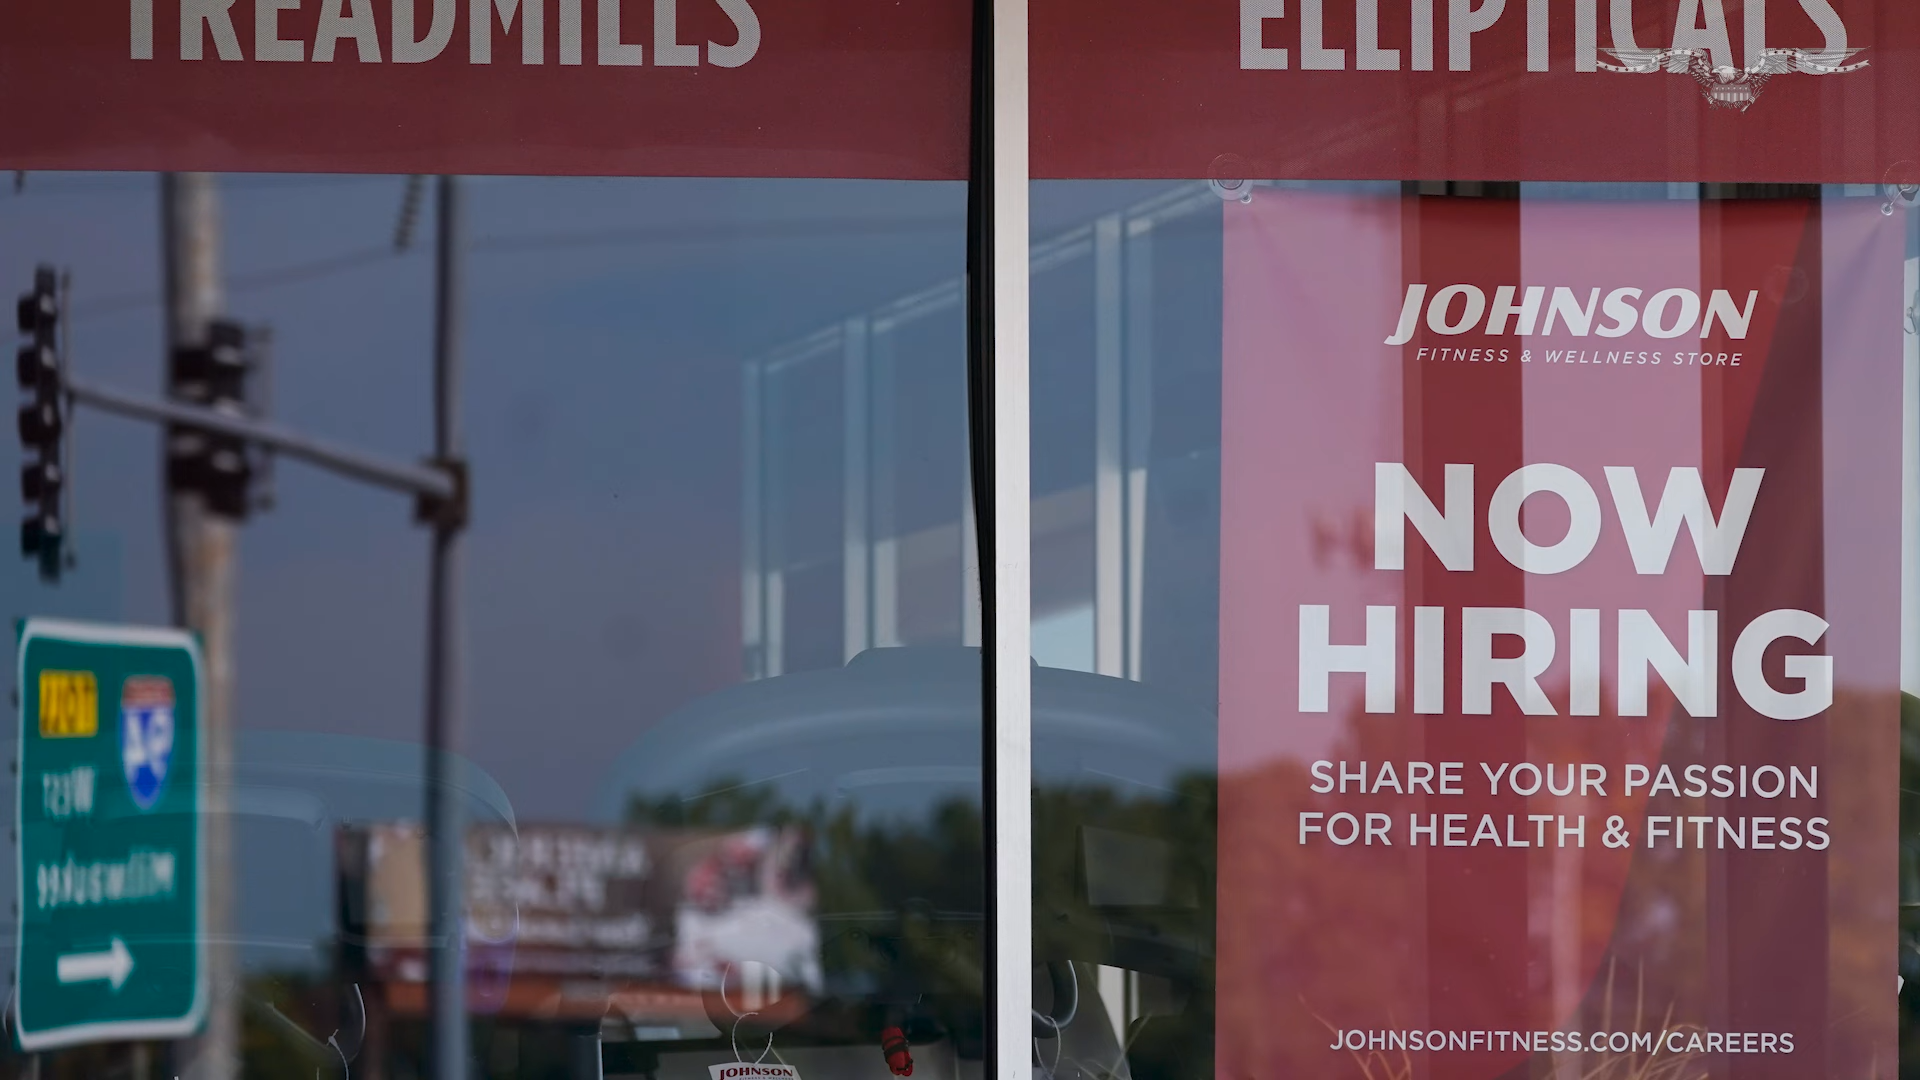 TREADMILLS
ELLIPTICALS
JOHNSON
FITNESS & WELLNESS STORE
NOW
HIRING
SHARE YOUR PASSION
FOR HEALTH & FITNESS
JOHNSONFITNESS.COM/CAREERS
JOHNSON